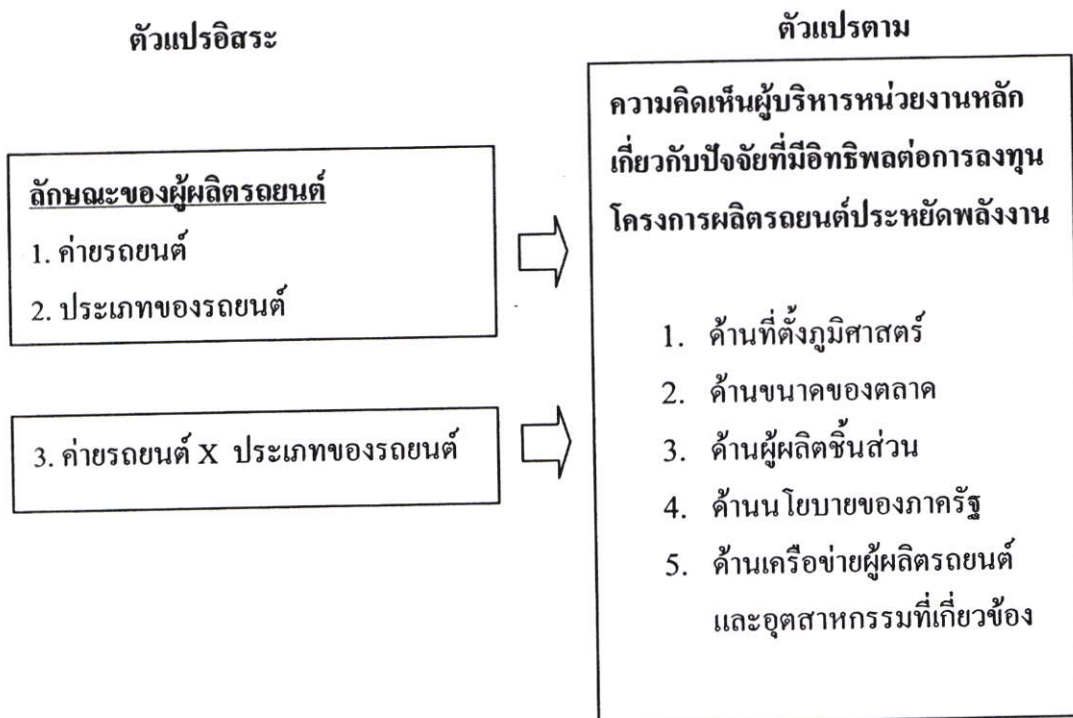 ตัวแปรอิสระ
ลักษณะของผู้ผลิตรถยนต์
1. ค่ายรถยนต์
2. ประเภทของรถยนต์
3. ค่ายรถยนต์ X ประเภทของรถยนต์
ตัวแปรตาม
ความคิดเห็นผู้บริหารหน่วยงานหลัก
เกี่ยวกับปัจจัยที่มีอิทธิพลต่อการลงทุน
โครงการผลิตรถยนต์ประหยัดพลังงาน
1. ด้านที่ตั้งภูมิศาสตร์
2. ด้านขนาดของตลาด
3. ด้านผู้ผลิตชิ้นส่วน
4. ด้านนโยบายของภาครัฐ
5. ด้านเครือข่ายผู้ผลิตรถยนต์
และอุตสาหกรรมที่เกี่ยวข้อง